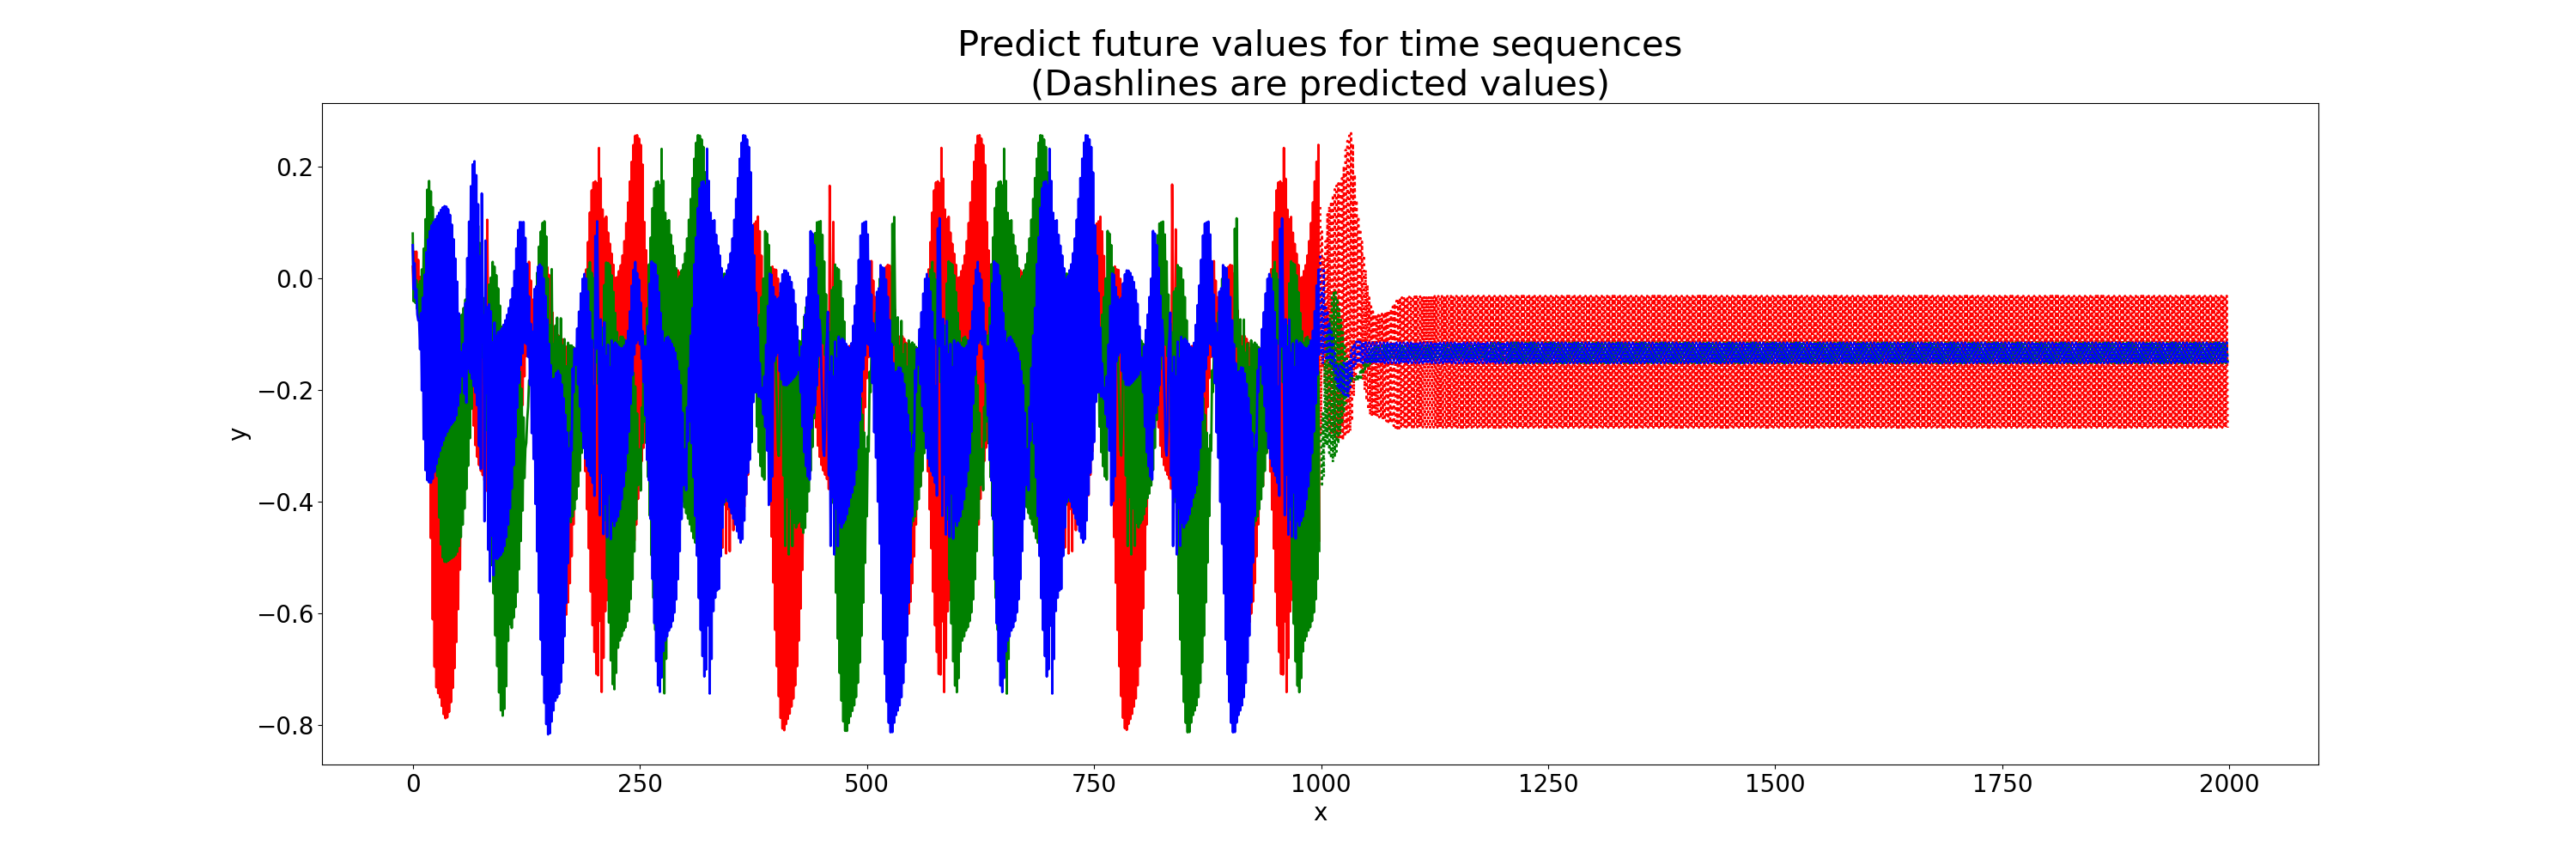 Predict future values for time sequences
(Dashlines are predicted values)
0.2
0.0
−0.2
−0.4
−0.6
−0.8
y
0 250 500 750 1000 1250 1500 1750 2000
x